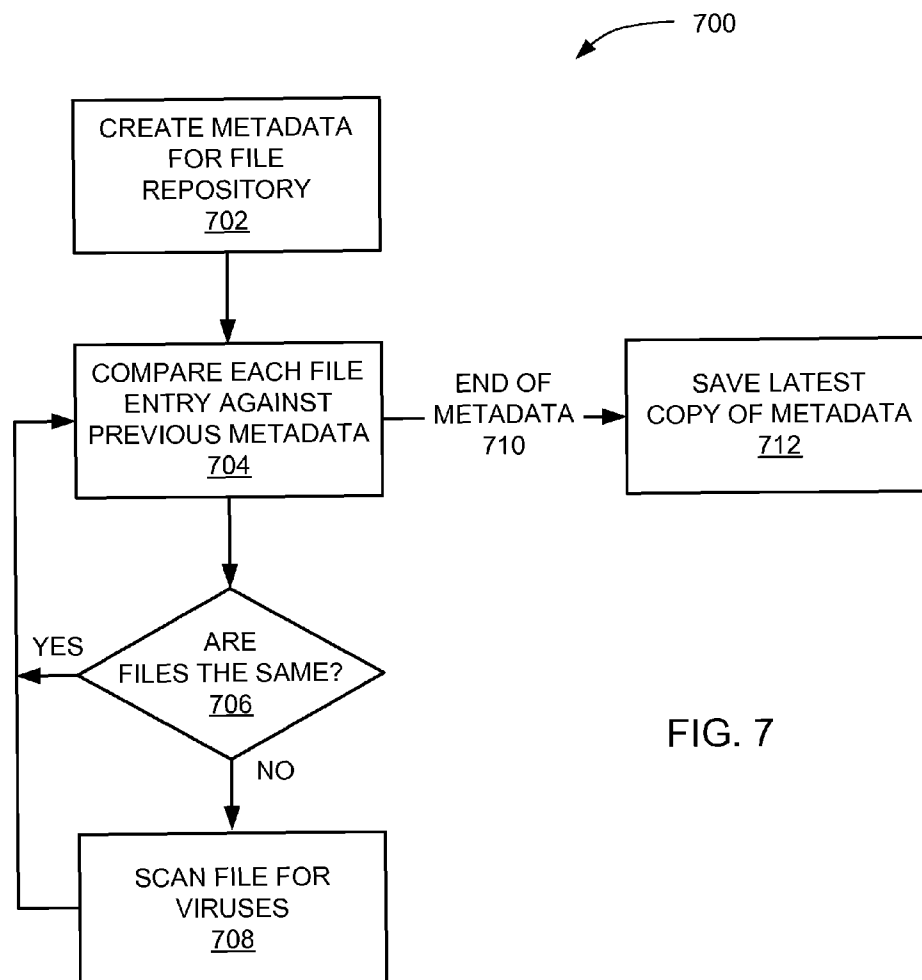 700
CREATE METADATA
FOR FILE
REPOSITORY
702
COMPARE EACH FILE
ENTRY AGAINST
PREVIOUS METADATA
704
END OF
METADATA
710
SAVE LATEST
COPY OF METADATA
712
YES
ARE
FILES THE SAME?
706
NO
FIG. 7
SCAN FILE FOR
VIRUSES
708